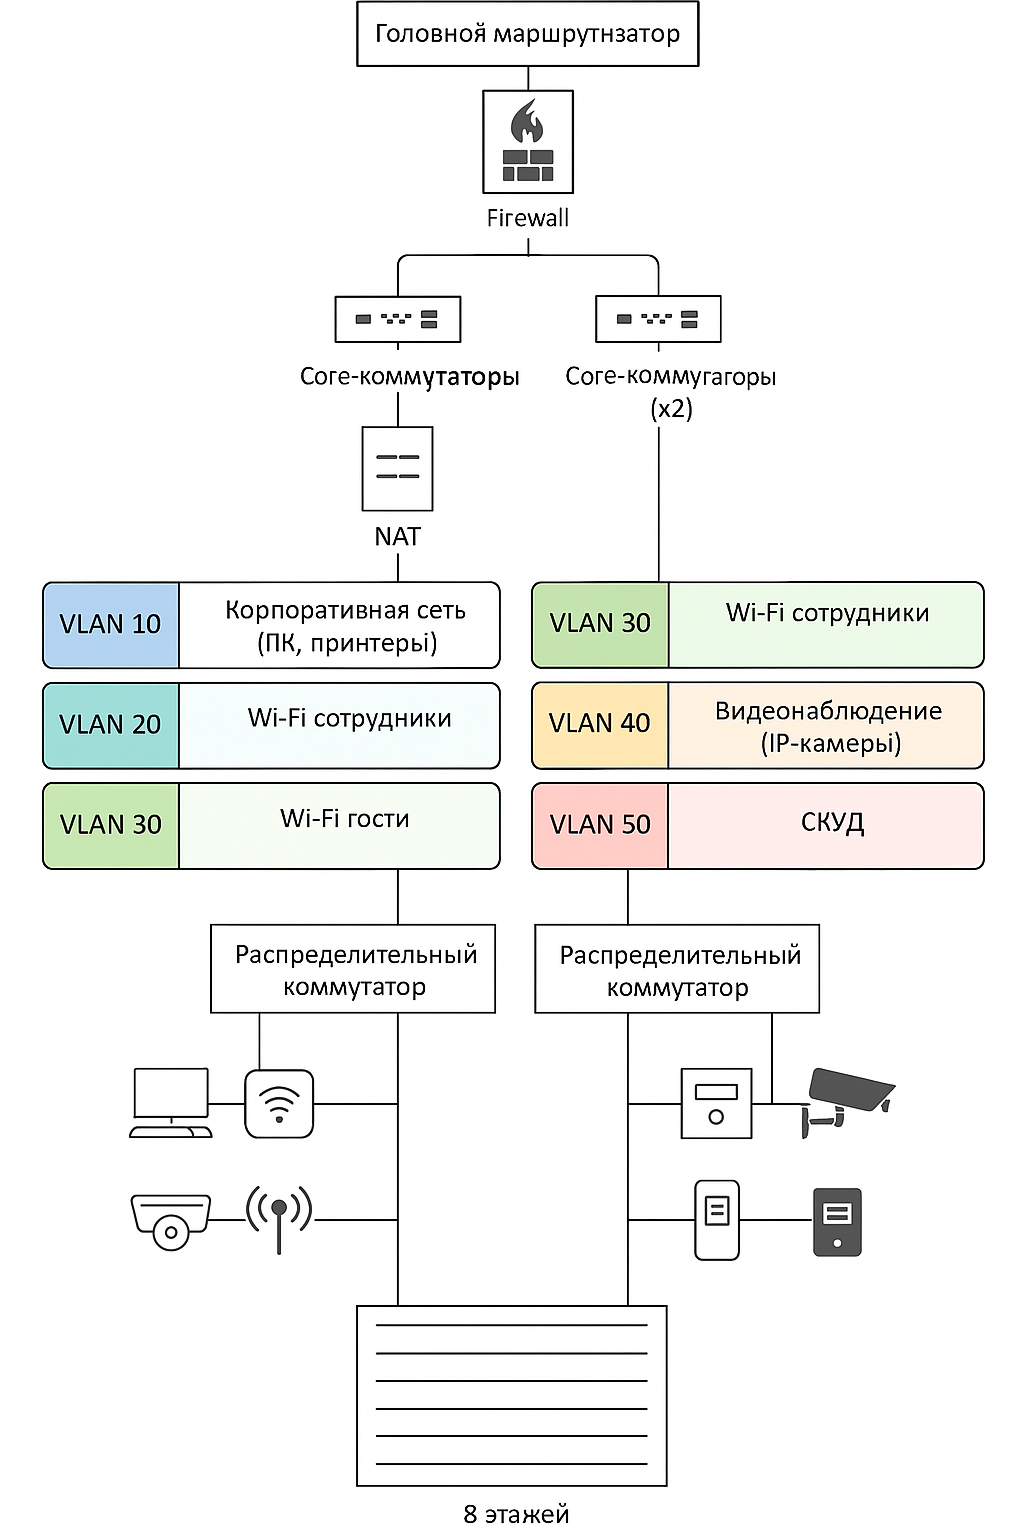 Головной маршрутнзатор
Firewall
Core-коммутаторы
Core-коммугагоры
(x2)
NAT
VLAN 10
Корпоративная сеть
(ПК, принтеры)
VLAN 20
Wi-Fi сотрудники
VLAN 30
Wi-Fi гости
VLAN 30
Wi-Fi сотрудники
VLAN 40
Видеонаблюдение
(IP-камеры)
VLAN 50
СКУД
Распределительный
коммутатор
Распределительный
коммутатор
8 этажей